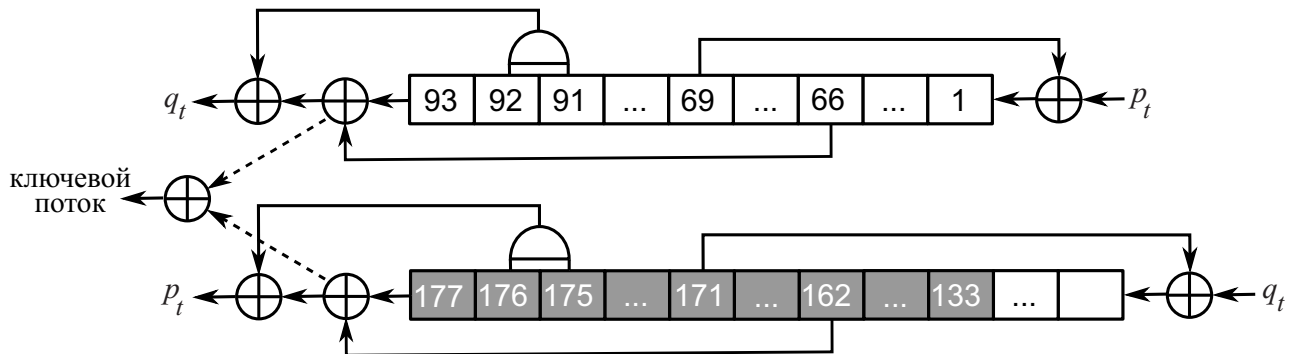 q_t
93 92 91 ... 69 ... 66 ... 1
p_t
ключевой
поток
p_t
177 176 175 ... 171 ... 162 ... 133 ...
q_t